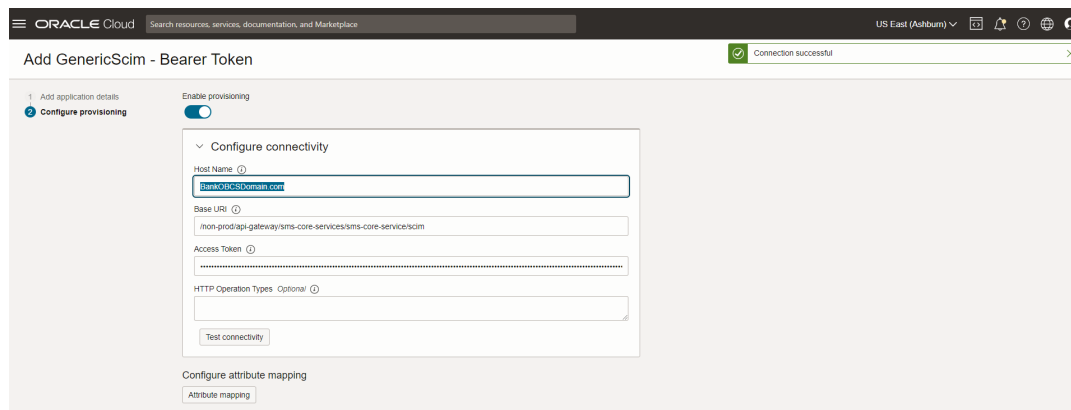 ORACLE Cloud
Search resources, services, documentation, and Marketplace
US East (Ashburn)
Add GenericScim - Bearer Token
Connection successful
1 Add application details
2 Configure provisioning
Enable provisioning
Configure connectivity
Host Name
BankOBCSDomain.com
Base URI
/non-prod/api-gateway/sms-core-services/sms-core-service/scim
Access Token
HTTP Operation Types Optional
Test connectivity
Configure attribute mapping
Attribute mapping